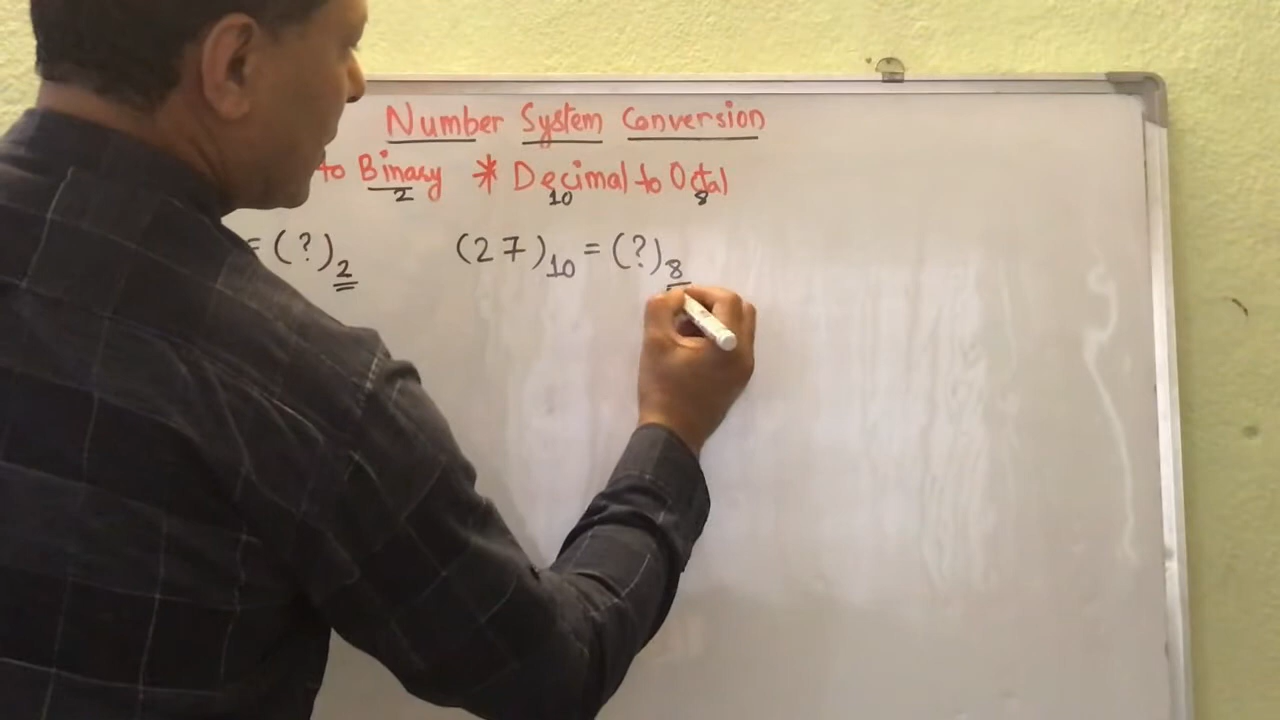 Number System Conversion
to Binary * Decimal to Octal
2 10 8
= (?)₂ (27)₁₀ = (?)₈